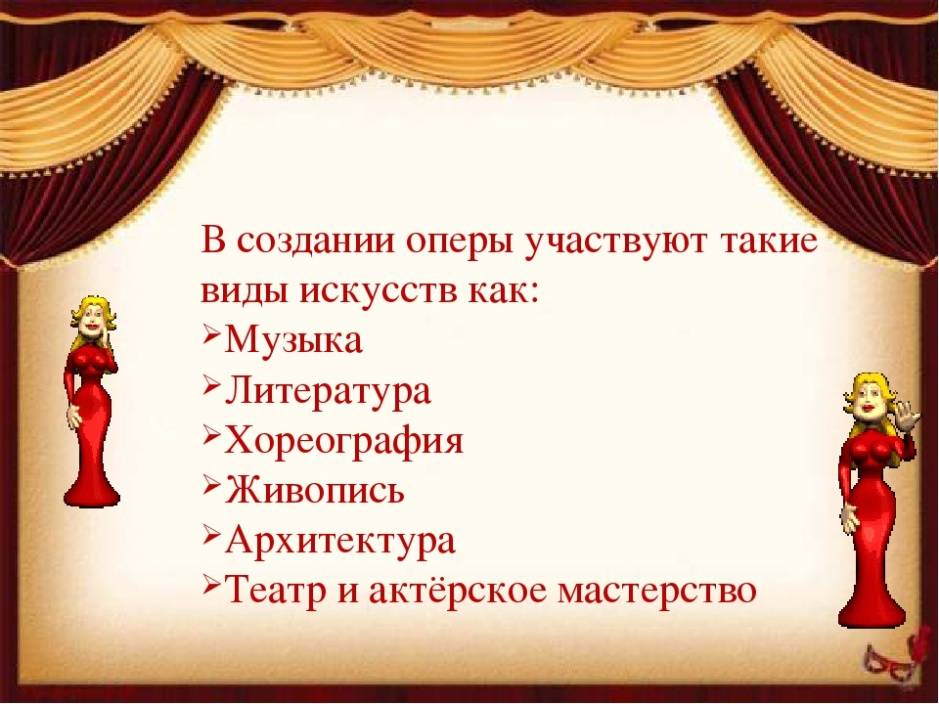 В создании оперы участвуют такие
виды искусств как:
Музыка
Литература
Хореография
Живопись
Архитектура
Театр и актёрское мастерство